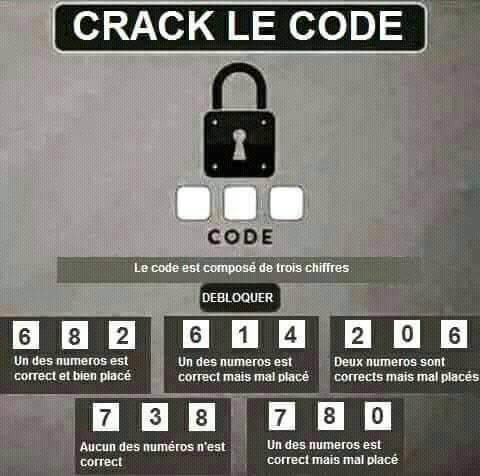 CRACK LE CODE
CODE
Le code est composé de trois chiffres
DEBLOQUER
6 8 2
Un des numeros est
correct et bien placé
6 1 4
Un des numeros est
correct mais mal placé
2 0 6
Deux numeros sont
corrects mais mal placés
7 3 8
Aucun des numéros n'est
correct
7 8 0
Un des numeros est
correct mais mal placé